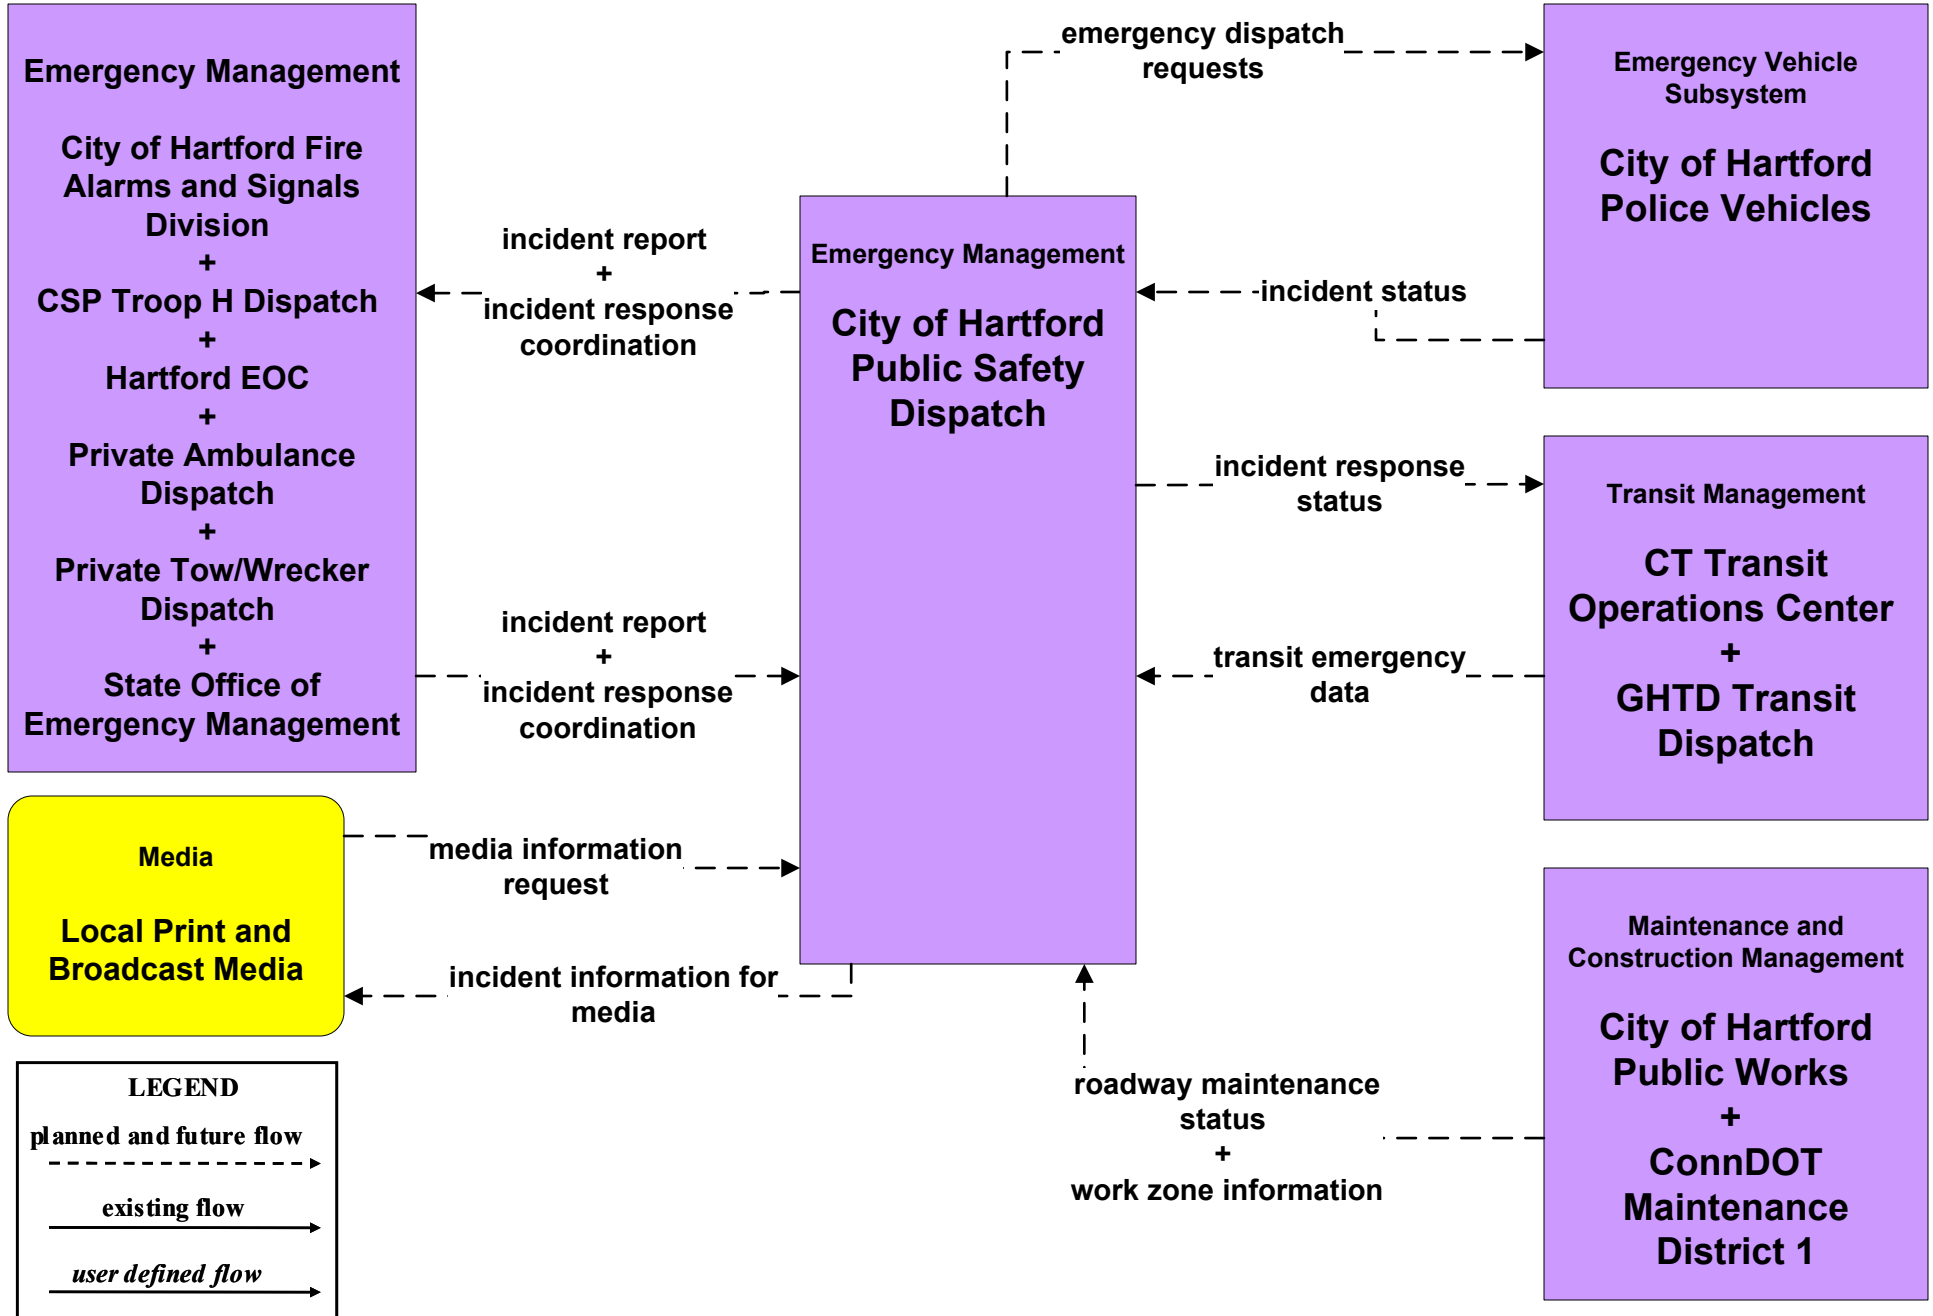 Emergency Management
City of Hartford Fire
Alarms and Signals
Division
+
CSP Troop H Dispatch
+
Hartford EOC
+
Private Ambulance
Dispatch
+
Private Tow/Wrecker
Dispatch
+
State Office of
Emergency Management
incident report
+
incident response
coordination
incident report
+
incident response
coordination
Media
Local Print and
Broadcast Media
media information
request
incident information for
media
Emergency Management
City of Hartford
Public Safety
Dispatch
emergency dispatch
requests
incident status
incident response
status
transit emergency
data
roadway maintenance
status
+
work zone information
Emergency Vehicle
Subsystem
City of Hartford
Police Vehicles
Transit Management
CT Transit
Operations Center
+
GHTD Transit
Dispatch
Maintenance and
Construction Management
City of Hartford
Public Works
+
ConnDOT
Maintenance
District 1
LEGEND
planned and future flow
existing flow
user defined flow